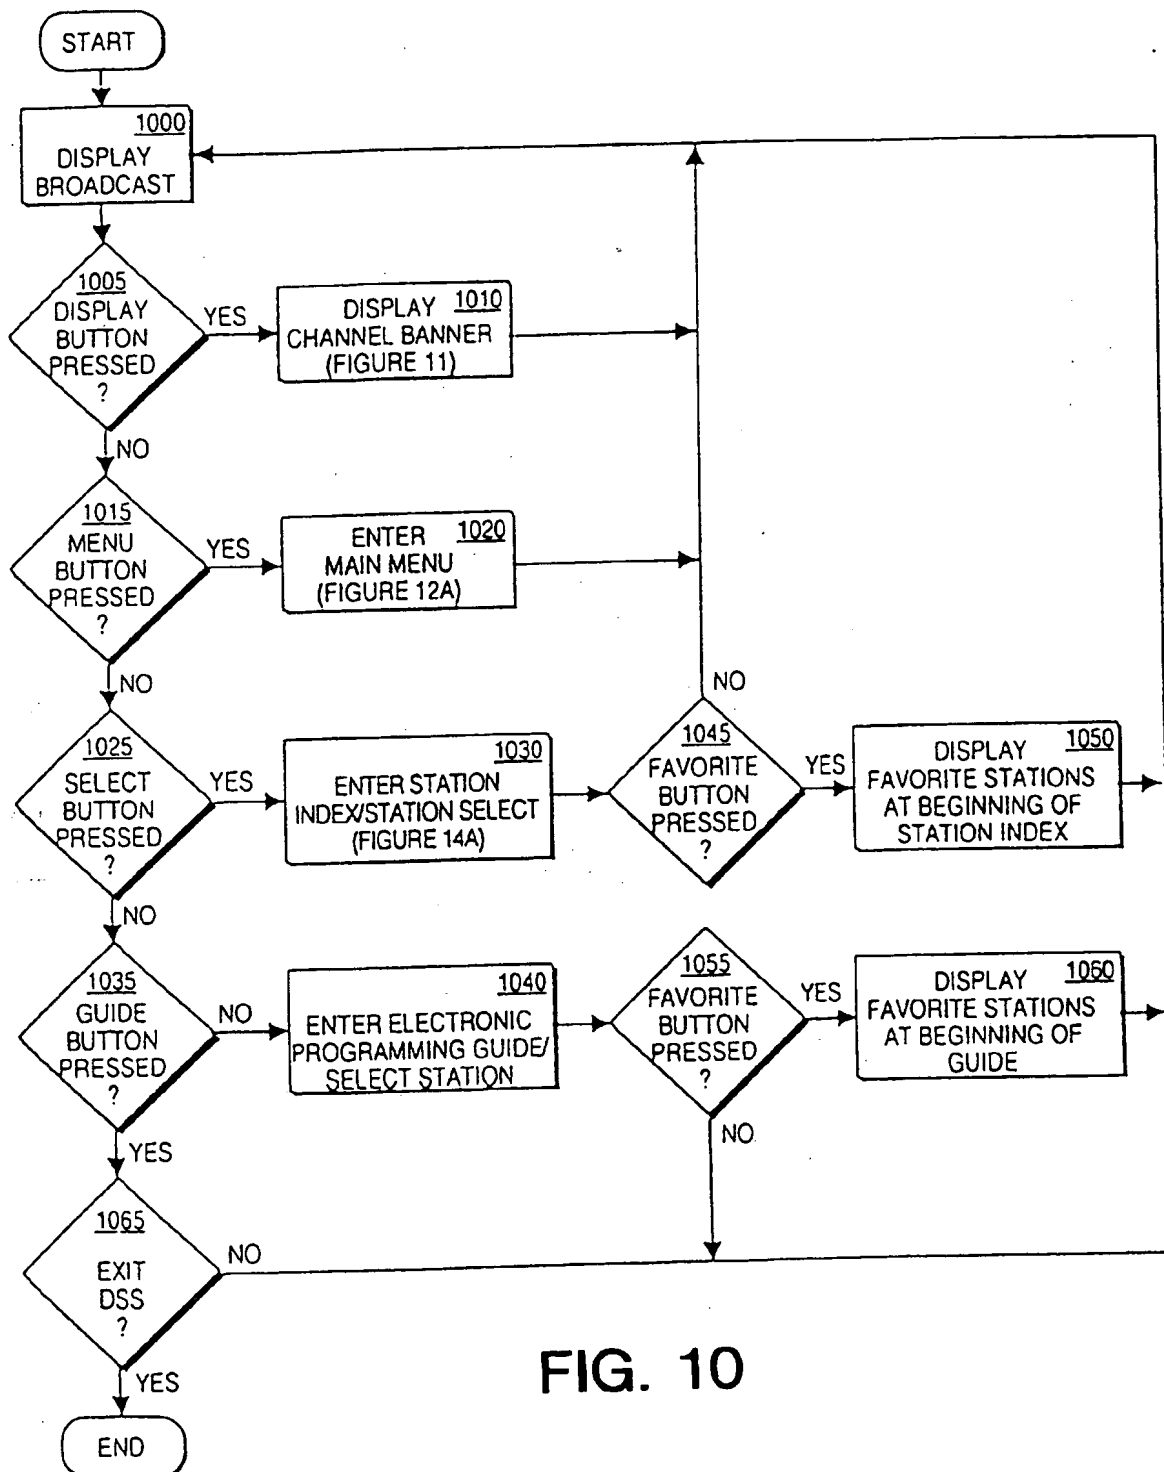 START
1000
DISPLAY
BROADCAST
1005
DISPLAY
BUTTON
PRESSED
?
YES
DISPLAY 1010
CHANNEL BANNER
(FIGURE 11)
NO
1015
MENU
BUTTON
PRESSED
?
YES
ENTER 1020
MAIN MENU
(FIGURE 12A)
NO
1025
SELECT
BUTTON
PRESSED
?
YES
1030
ENTER STATION
INDEX/STATION SELECT
(FIGURE 14A)
NO
1045
FAVORITE
BUTTON
PRESSED
?
YES
DISPLAY 1050
FAVORITE STATIONS
AT BEGINNING OF
STATION INDEX
NO
1035
GUIDE
BUTTON
PRESSED
?
NO
1040
ENTER ELECTRONIC
PROGRAMMING GUIDE/
SELECT STATION
1055
FAVORITE
BUTTON
PRESSED
?
YES
DISPLAY 1060
FAVORITE STATIONS
AT BEGINNING OF
GUIDE
NO
YES
1065
EXIT
DSS
?
NO
YES
END
FIG. 10